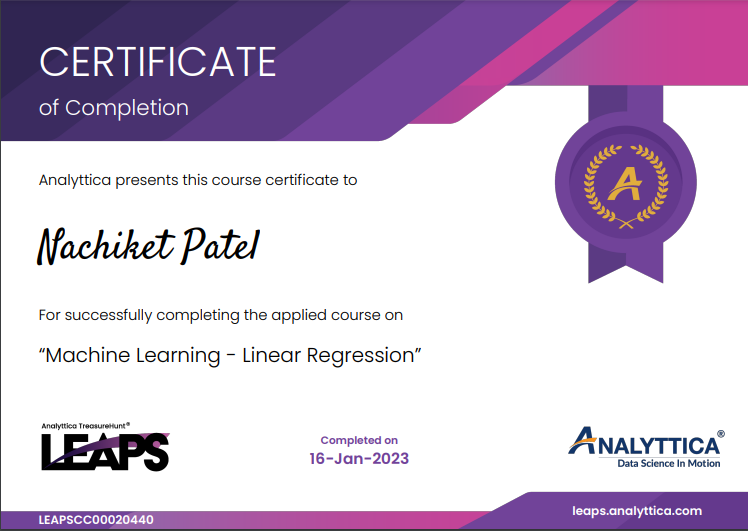 CERTIFICATE
of Completion
Analyttica presents this course certificate to
Nachiket Patel
For successfully completing the applied course on
“Machine Learning - Linear Regression”
Analyttica TreasureHunt®
LEAPS
Completed on
16-Jan-2023
ANALYTTICA®
Data Science In Motion
LEAPSCC00020440
leaps.analyttica.com